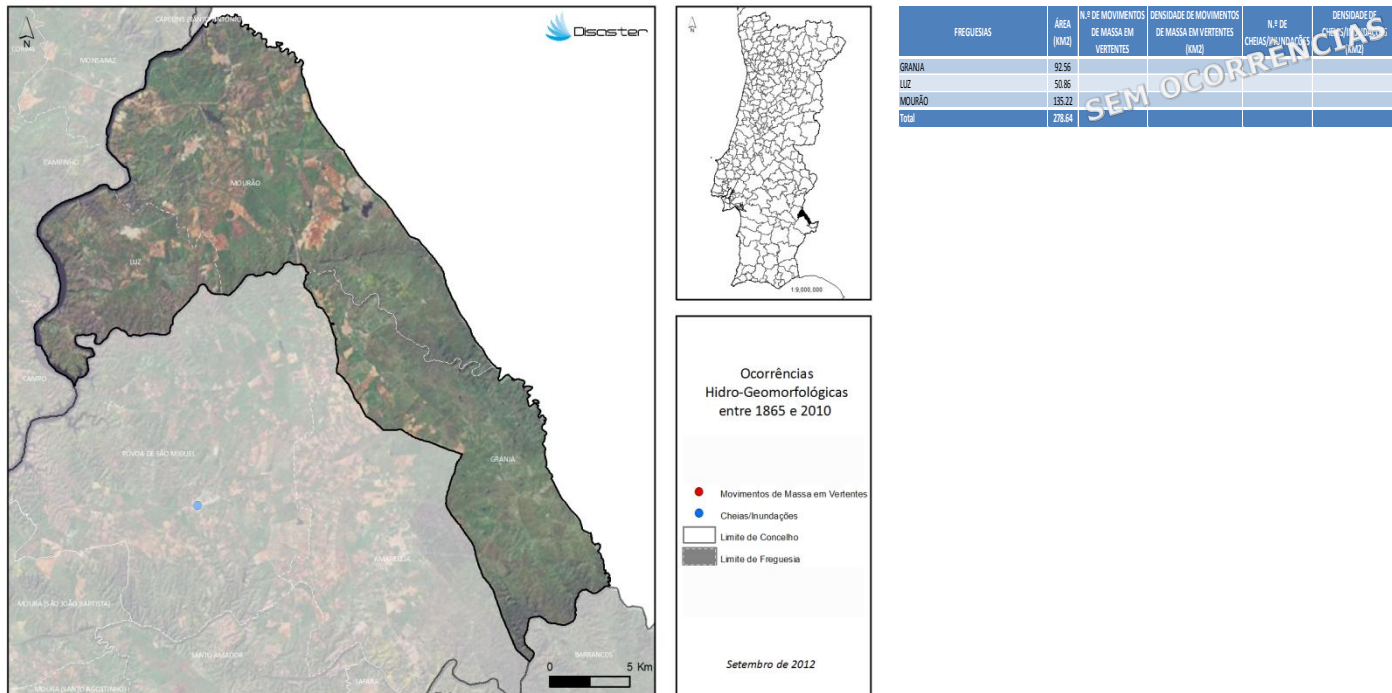 CAPELINS (SANTO ANTÓNIO)
N
Disaster
MONSARAZ
CAMPINHO
MOURÃO
LUZ
CAMPO
PÓVOA DE SÃO MIGUEL
GRANJA
AMARELEJA
MOURA (SÃO JOÃO BAPTISTA)
SANTO AMADOR
BARRANCOS
SAFARA
MOURA (SANTO AGOSTINHO)
0 5 Km
N
1:9,000,000
Ocorrências
Hidro-Geomorfológicas
entre 1865 e 2010
Movimentos de Massa em Vertentes
Cheias/Inundações
Limite de Concelho
Limite de Freguesia
Setembro de 2012
FREGUESIAS ÁREA (KM2) N.º DE MOVIMENTOS DE MASSA EM VERTENTES DENSIDADE DE MOVIMENTOS DE MASSA EM VERTENTES (KM2) N.º DE CHEIAS/INUNDAÇÕES DENSIDADE DE CHEIAS/INUNDAÇÕES (KM2)
GRANJA 92.56
LUZ 50.86
MOURÃO 135.22
Total 278.64
SEM OCORRÊNCIAS